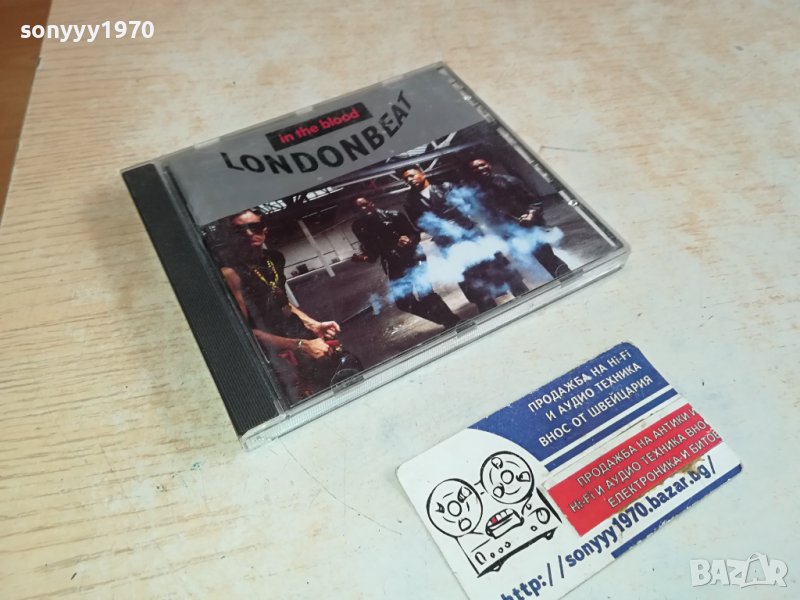 sonyyy1970
in the blood
LONDONBEAT
ПРОДАЖБА НА Hi-Fi
И АУДИО ТЕХНИКА
ВНОС ОТ ШВЕЙЦАРИЯ
ПРОДАЖБА НА АНТИКИ И
Hi-Fi И АУДИО ТЕХНИКА ВНО
ЕЛЕКТРОНИКА И БИТОВ
http://sonyyy1970.bazar.bg/
BAZAR